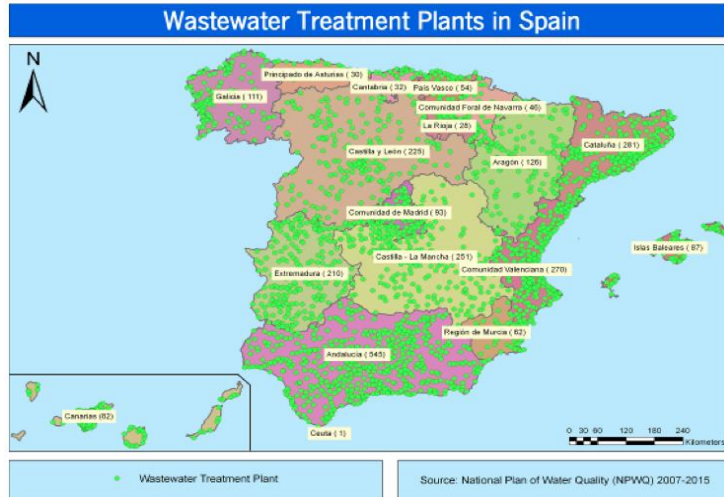 Wastewater Treatment Plants in Spain
N
Principado de Asturias ( 30)
Cantabria ( 32)
País Vasco ( 54)
Galicia ( 111)
Comunidad Foral de Navarra ( 46)
La Rioja ( 28)
Cataluña ( 281)
Castilla y León ( 225)
Aragón ( 126)
Comunidad de Madrid ( 93)
Islas Baleares ( 87)
Castilla - La Mancha ( 251)
Extremadura ( 210)
Comunidad Valenciana ( 270)
Región de Murcia ( 62)
Andalucía ( 545)
Canarias (82)
Ceuta ( 1)
0 30 60 120 180 240
Kilometers
Wastewater Treatment Plant
Source: National Plan of Water Quality (NPWQ) 2007-2015